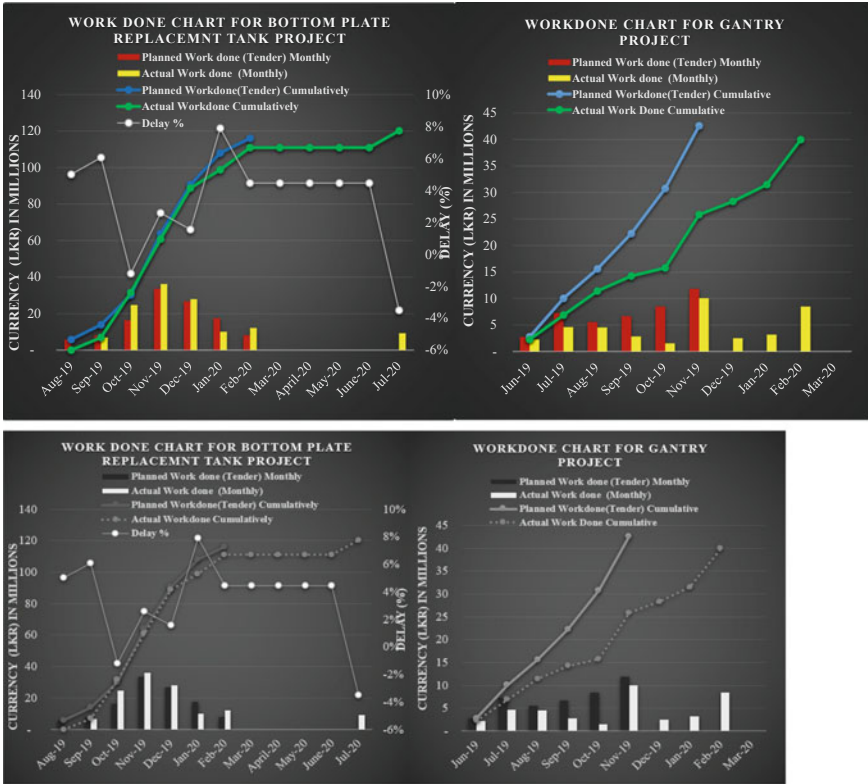 WORK DONE CHART FOR BOTTOM PLATE
REPLACEMNT TANK PROJECT
Planned Work done (Tender) Monthly
Actual Work done (Monthly)
Planned Workdone(Tender) Cumulatively
Actual Workdone Cumulatively
Delay %
CURRENCY (LKR) IN MILLIONS
140
120
100
80
60
40
20
-
10%
8%
6%
4%
2%
0%
-2%
-4%
-6%
DELAY (%)
Aug-19
Sep-19
Oct-19
Nov-19
Dec-19
Jan-20
Feb-20
Mar-20
April-20
May-20
June-20
Jul-20
WORKDONE CHART FOR GANTRY
PROJECT
Planned Work done (Tender) Monthly
Actual Work done (Monthly)
Planned Workdone(Tender) Cumulative
Actual Work Done Cumulative
CURRENCY (LKR) IN MILLIONS
45
40
35
30
25
20
15
10
5
-
Jun-19
Jul-19
Aug-19
Sep-19
Oct-19
Nov-19
Dec-19
Jan-20
Feb-20
Mar-20
WORK DONE CHART FOR BOTTOM PLATE
REPLACEMNT TANK PROJECT
Planned Work done (Tender) Monthly
Actual Work done (Monthly)
Planned Workdone(Tender) Cumulatively
Actual Workdone Cumulatively
Delay %
CURRENCY (LKR) IN MILLIONS
140
120
100
80
60
40
20
-
10%
8%
6%
4%
2%
0%
-2%
-4%
-6%
DELAY (%)
Aug-19
Sep-19
Oct-19
Nov-19
Dec-19
Jan-20
Feb-20
Mar-20
April-20
May-20
June-20
Jul-20
WORKDONE CHART FOR GANTRY
PROJECT
Planned Work done (Tender) Monthly
Actual Work done (Monthly)
Planned Workdone(Tender) Cumulative
Actual Work Done Cumulative
CURRENCY (LKR) IN MILLIONS
45
40
35
30
25
20
15
10
5
-
Jun-19
Jul-19
Aug-19
Sep-19
Oct-19
Nov-19
Dec-19
Jan-20
Feb-20
Mar-20